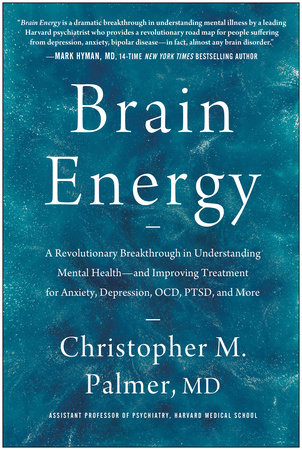 "Brain Energy is a dramatic breakthrough in understanding mental illness by a leading
Harvard psychiatrist who provides a revolutionary road map for people suffering
from depression, anxiety, bipolar disease—in fact, almost any brain disorder."
—MARK HYMAN, MD, 14-TIME NEW YORK TIMES BESTSELLING AUTHOR
Brain
Energy
A Revolutionary Breakthrough in Understanding
Mental Health—and Improving Treatment
for Anxiety, Depression, OCD, PTSD, and More
Christopher M.
Palmer, MD
ASSISTANT PROFESSOR OF PSYCHIATRY, HARVARD MEDICAL SCHOOL